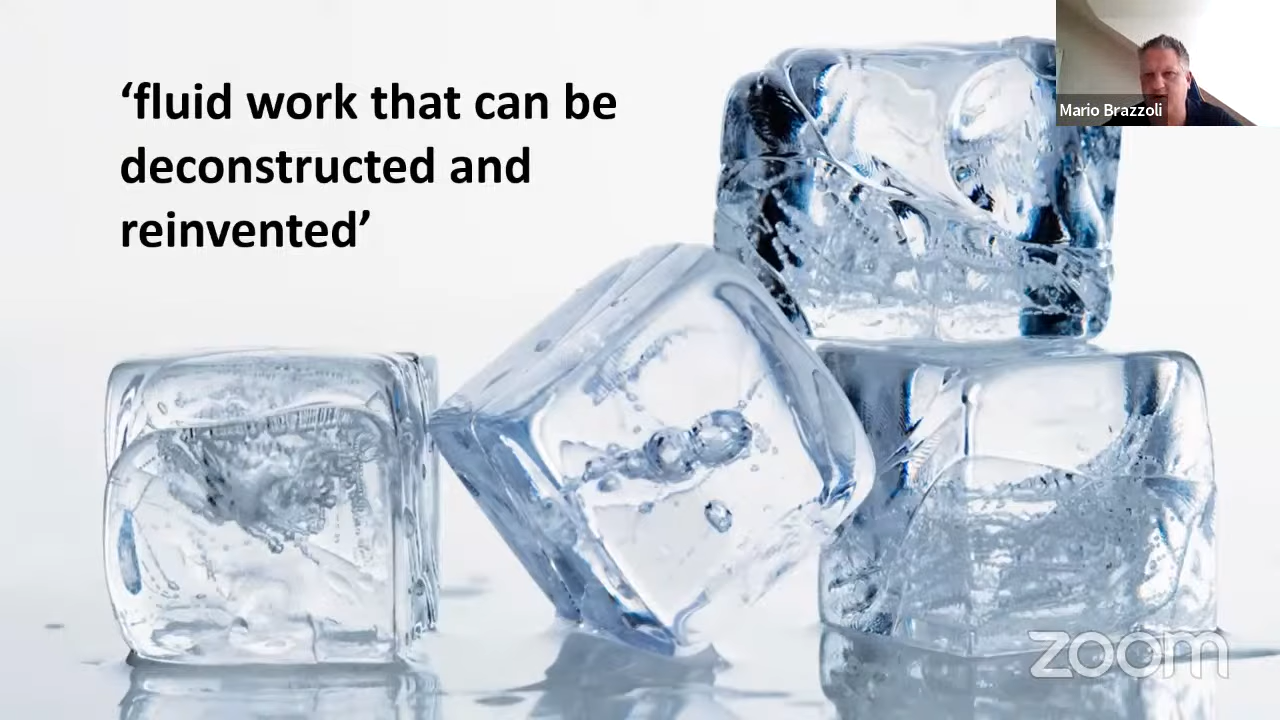 ‘fluid work that can be
deconstructed and
reinvented’
Mario Brazzoli
zoom